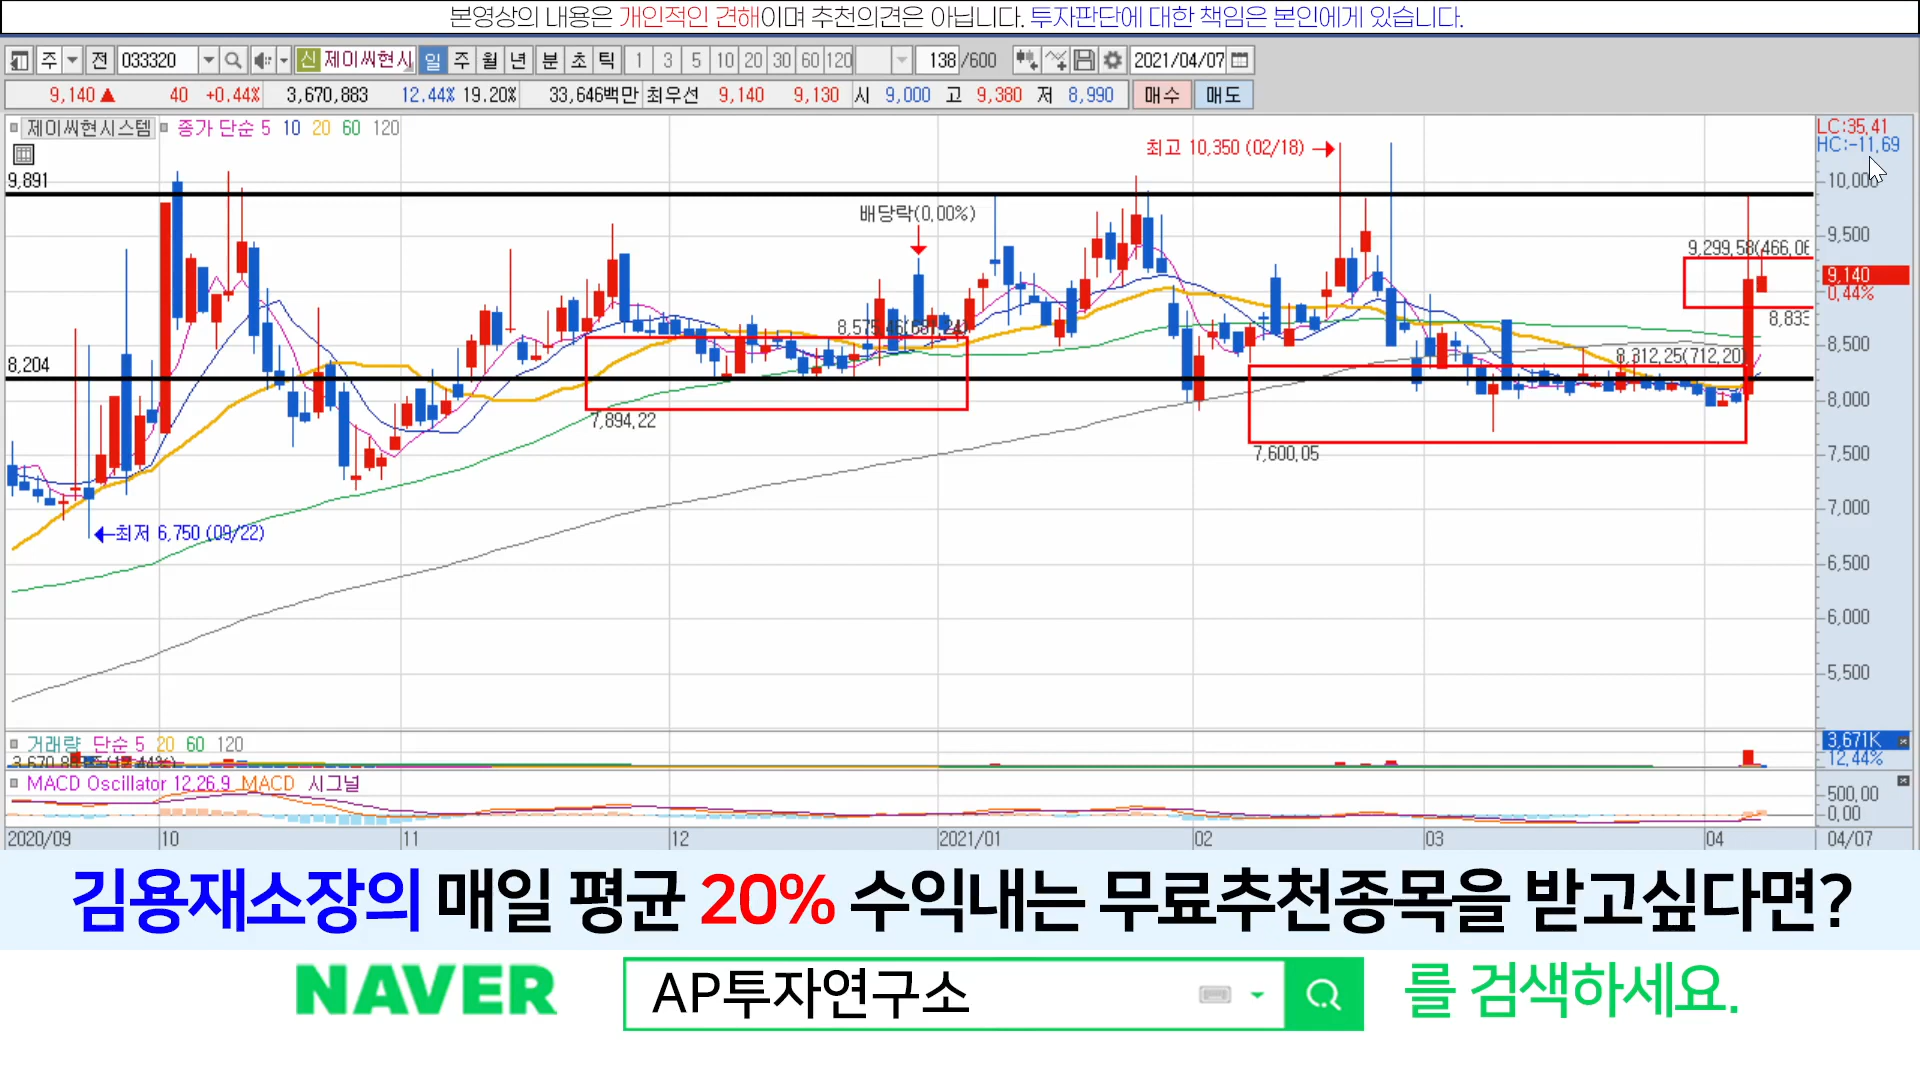 본영상의 내용은 개인적인 견해이며 추천의견은 아닙니다. 투자판단에 대한 책임은 본인에게 있습니다.
주 전 033320 신 제이씨현시 일 주 월 년 분 초 틱 1 3 5 10 20 30 60 120 138 /600 2021/04/07
9,140 ▲ 40 +0.44% 3,670,883 12.44% 19.20% 33,646백만 최우선 9,140 9,130 시 9,000 고 9,380 저 8,990 매수 매도
제이씨현시스템 종가 단순 5 10 20 60 120
LC:35.41
HC:-11.69
최고 10,350 (02/18)
9,891
10,000
배당락(0.00%)
9,500
9,299.58(466.06
9,140
0.44%
8,835
8,575.46
8,500
8,312.25(712.20)
8,204
8,000
7,894.22
7,600.05
7,500
7,000
최저 6,750 (09/22)
6,500
6,000
5,500
거래량 단순 5 20 60 120
3,671K
12.44%
MACD Oscillator 12,26,9 MACD 시그널
500.00
0.00
2020/09 10 11 12 2021/01 02 03 04 04/07
김용재소장의 매일 평균 20% 수익내는 무료추천종목을 받고싶다면?
NAVER AP투자연구소 를 검색하세요.